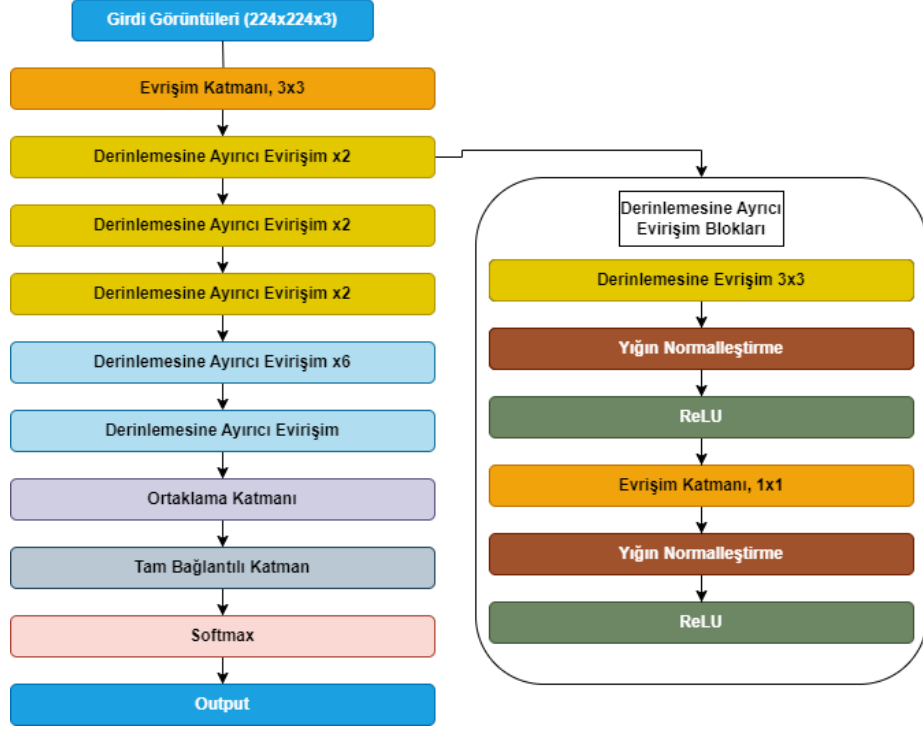 Girdi Görüntüleri (224x224x3)
Evrişim Katmanı, 3x3
Derinlemesine Ayırıcı Evirişim x2
Derinlemesine Ayırıcı Evirişim x2
Derinlemesine Ayırıcı Evirişim x2
Derinlemesine Ayırıcı Evirişim x6
Derinlemesine Ayırıcı Evirişim
Ortaklama Katmanı
Tam Bağlantılı Katman
Softmax
Output
Derinlemesine Ayrıcı
Evirişim Blokları
Derinlemesine Evrişim 3x3
Yığın Normalleştirme
ReLU
Evrişim Katmanı, 1x1
Yığın Normalleştirme
ReLU